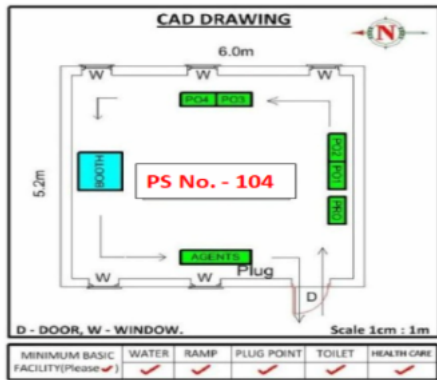 CAD DRAWING
N
6.0m
W W W
PO4 PO3
5.2m
BOOTH
PS No. - 104
PO2
PO1
PRO
AGENTS
Plug
W W
D
D - DOOR, W - WINDOW. Scale 1cm : 1m
MINIMUM BASIC FACILITY(Please ✓) WATER RAMP PLUG POINT TOILET HEALTH CARE
✓ ✓ ✓ ✓ ✓